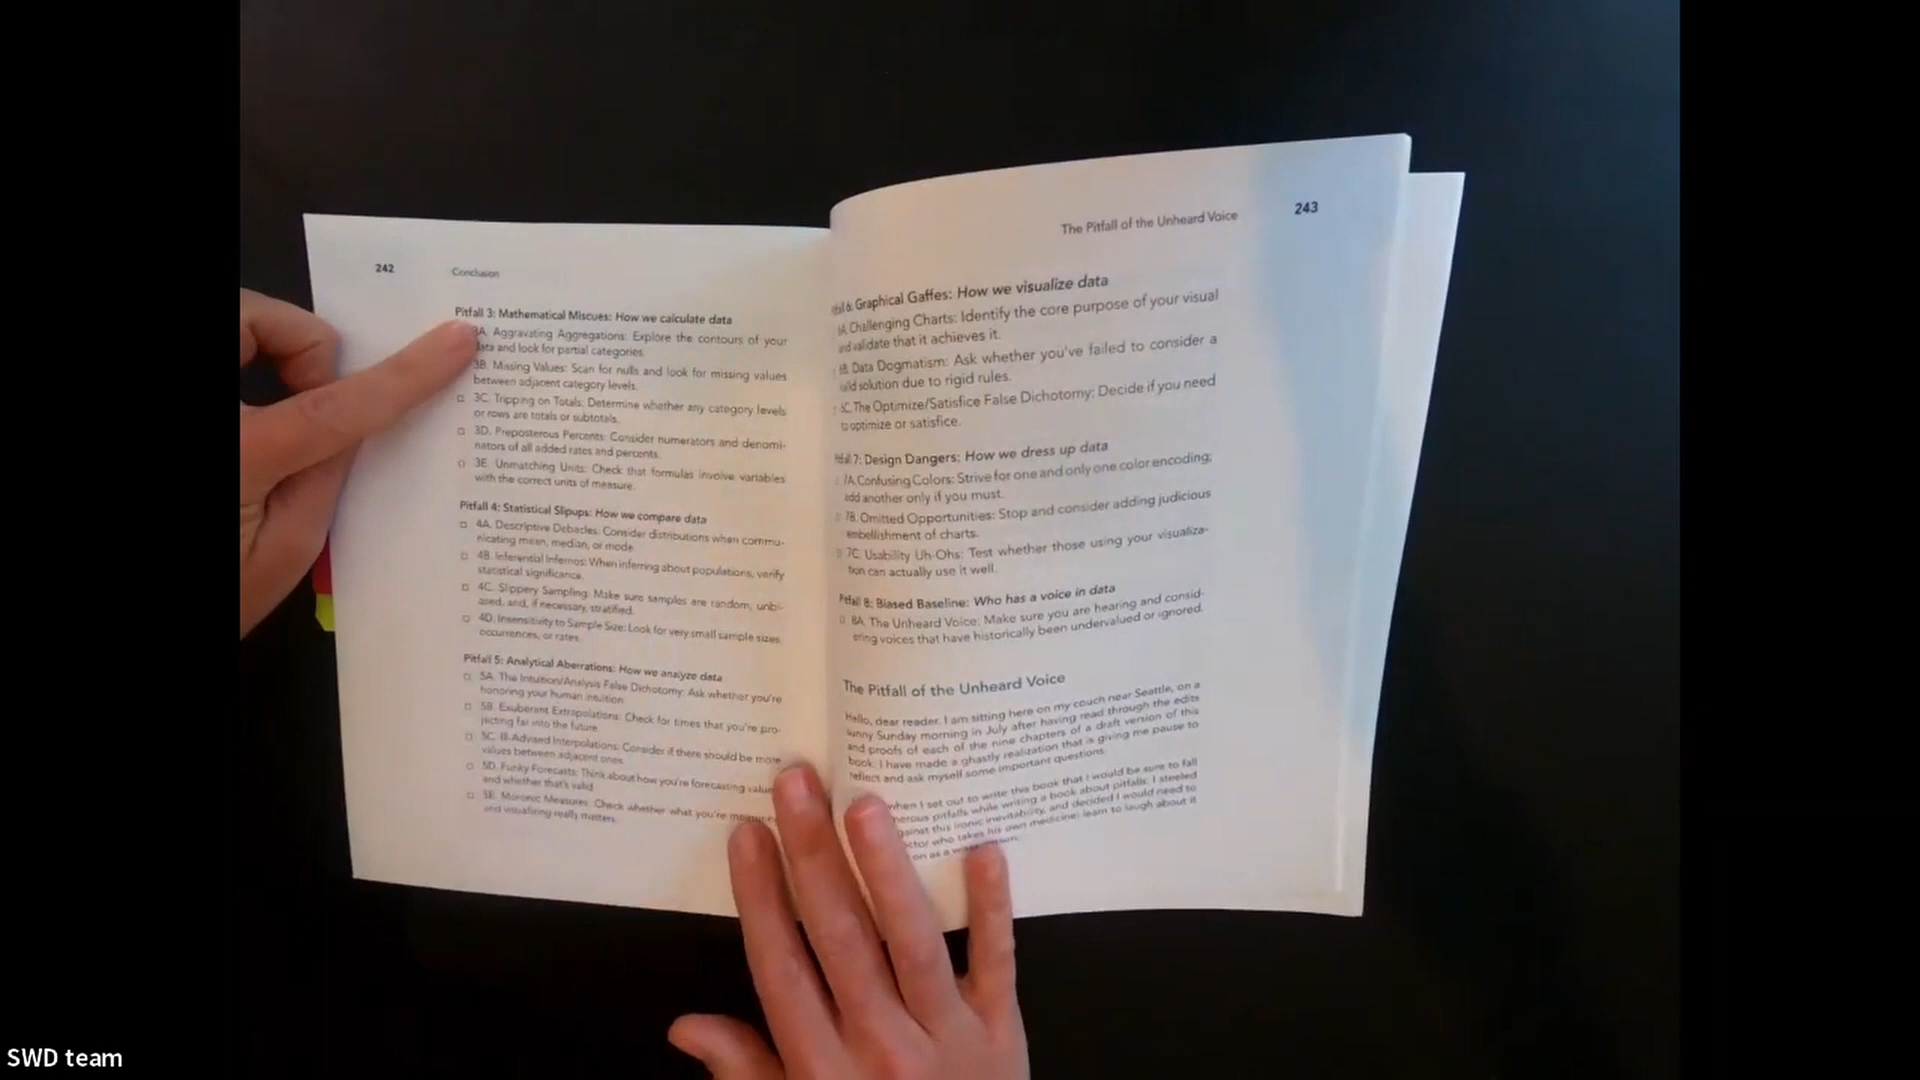 242
Conclusion
Pitfall 3: Mathematical Miscues: How we calculate data
3A. Aggravating Aggregations: Explore the contours of your
data and look for partial categories.
3B. Missing Values: Scan for nulls and look for missing values
between adjacent category levels.
3C. Tripping on Totals: Determine whether any category levels
or rows are totals or subtotals.
3D. Preposterous Percents: Consider numerators and denomi-
nators of all added rates and percents.
3E. Unmatching Units: Check that formulas involve variables
with the correct units of measure.
Pitfall 4: Statistical Slipups: How we compare data
4A. Descriptive Debacles: Consider distributions when commu-
nicating mean, median, or mode.
4B. Inferential Infernos: When inferring about populations, verify
statistical significance.
4C. Slippery Sampling: Make sure samples are random, unbi-
ased, and, if necessary, stratified.
4D. Insensitivity to Sample Size: Look for very small sample sizes,
occurrences, or rates.
Pitfall 5: Analytical Aberrations: How we analyze data
5A. The Intuition/Analysis False Dichotomy: Ask whether you're
honoring your human intuition.
5B. Exuberant Extrapolations: Check for times that you're pro-
jecting far into the future.
5C. Ill-Advised Interpolations: Consider if there should be more
values between adjacent ones.
5D. Funky Forecasts: Think about how you're forecasting
and whether that's valid.
5E. Moronic Measures: Check whether what you're
and visualizing really matters.
The Pitfall of the Unheard Voice
243
6: Graphical Gaffes: How we visualize data
6A. Challenging Charts: Identify the core purpose of your visual
and validate that it achieves it.
6B. Data Dogmatism: Ask whether you've failed to consider a
valid solution due to rigid rules.
6C. The Optimize/Satisfice False Dichotomy: Decide if you need
to optimize or satisfice.
Pitfall 7: Design Dangers: How we dress up data
7A. Confusing Colors: Strive for one and only one color encoding;
add another only if you must.
7B. Omitted Opportunities: Stop and consider adding judicious
embellishment of charts.
7C. Usability Uh-Ohs: Test whether those using your visualiza-
tion can actually use it well.
Pitfall 8: Biased Baseline: Who has a voice in data
8A. The Unheard Voice: Make sure you are hearing and consid-
ering voices that have historically been undervalued or ignored.
The Pitfall of the Unheard Voice
Hello, dear reader. I am sitting here on my couch near Seattle, on a
sunny Sunday morning in July after having read through the edits
and proofs of each of the nine chapters of a draft version of this
book. I have made a ghastly realization that is giving me pause to
reflect and ask myself some important questions.
when I set out to write this book that I would be sure to fall
pitfalls while writing a book about pitfalls. I steeled
against this ironic inevitability, and decided I would need to
who takes his own medicine: learn to laugh about it
on as a
SWD team